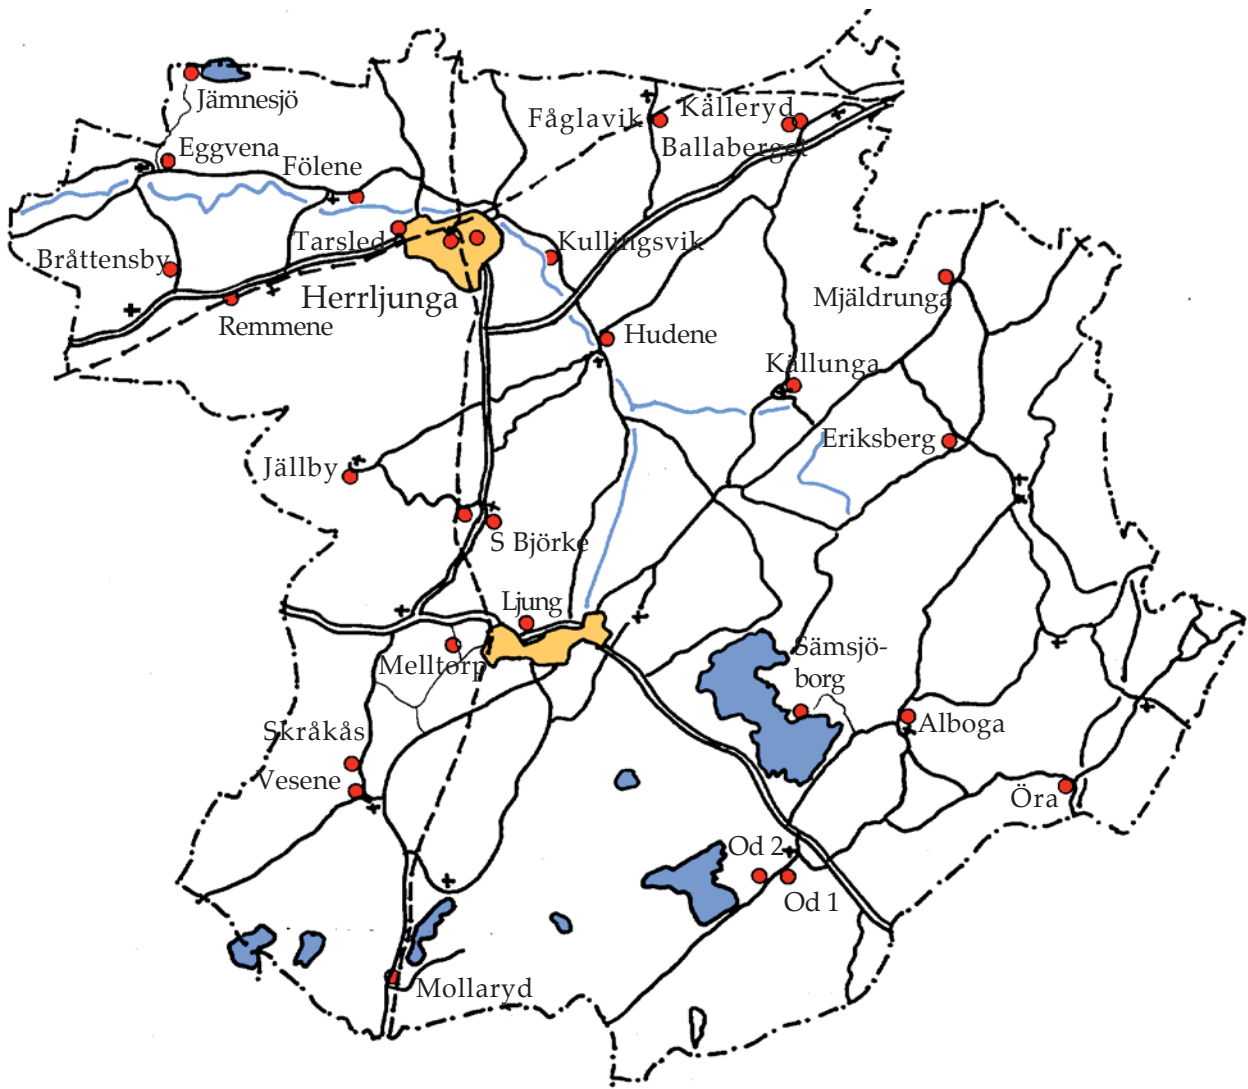 Jämnesjö
Fåglavik
Källeryd
Ballaberget
Eggvena
Fölene
Tarsled
Kullingsvik
Bråttensby
Herrljunga
Mjäldrunga
Remmene
Hudene
Källunga
Eriksberg
Jällby
S Björke
Ljung
Melltorp
Sämsjö-
borg
Skråkås
Alboga
Vesene
Öra
Od 2
Od 1
Mollaryd